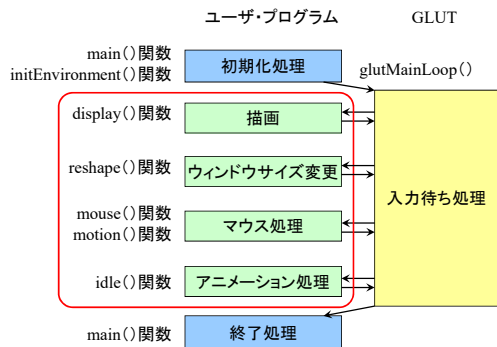 ユーザ・プログラム
GLUT
main()関数
initEnvironment()関数
初期化処理
glutMainLoop()
display()関数
描画
reshape()関数
ウィンドウサイズ変更
入力待ち処理
mouse()関数
motion()関数
マウス処理
idle()関数
アニメーション処理
main()関数
終了処理